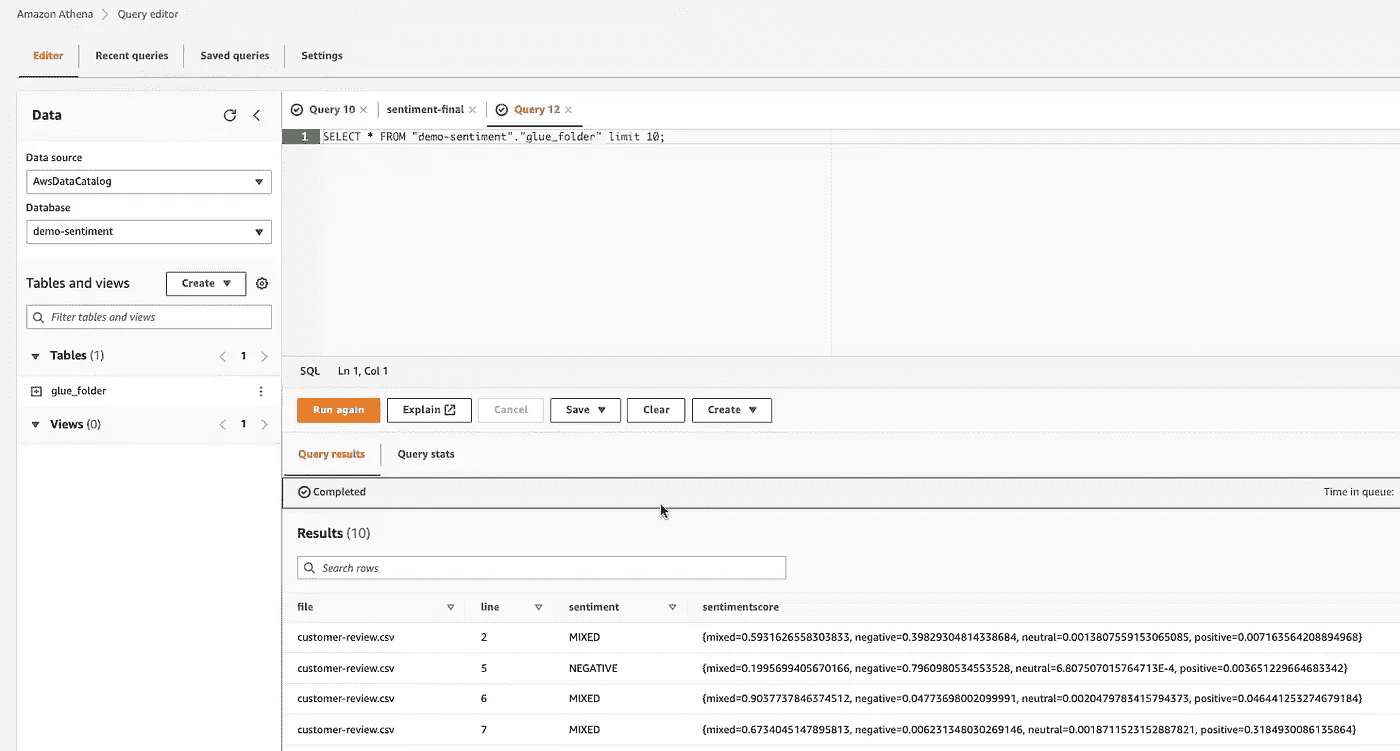 Amazon Athena > Query editor
Editor Recent queries Saved queries Settings
Data
Data source
AwsDataCatalog
Database
demo-sentiment
Tables and views Create
Filter tables and views
Tables (1) 1
glue_folder
Views (0) 1
Query 10 sentiment-final Query 12
1 SELECT * FROM "demo-sentiment"."glue_folder" limit 10;
SQL Ln 1, Col 1
Run again Explain Cancel Save Clear Create
Query results Query stats
Completed Time in queue:
Results (10)
Search rows
file line sentiment sentimentscore
customer-review.csv 2 MIXED {mixed=0.5931626558303833, negative=0.39829304814338684, neutral=0.0013807559153065085, positive=0.007163564208894968}
customer-review.csv 5 NEGATIVE {mixed=0.1995699405670166, negative=0.7960980534553528, neutral=6.807507015764713E-4, positive=0.003651229664683342}
customer-review.csv 6 MIXED {mixed=0.9037737846374512, negative=0.04773698002099991, neutral=0.0020479783415794373, positive=0.046441253274679184}
customer-review.csv 7 MIXED {mixed=0.6734045147895813, negative=0.006231348030269146, neutral=0.0018711523152887821, positive=0.31849300861358​64}